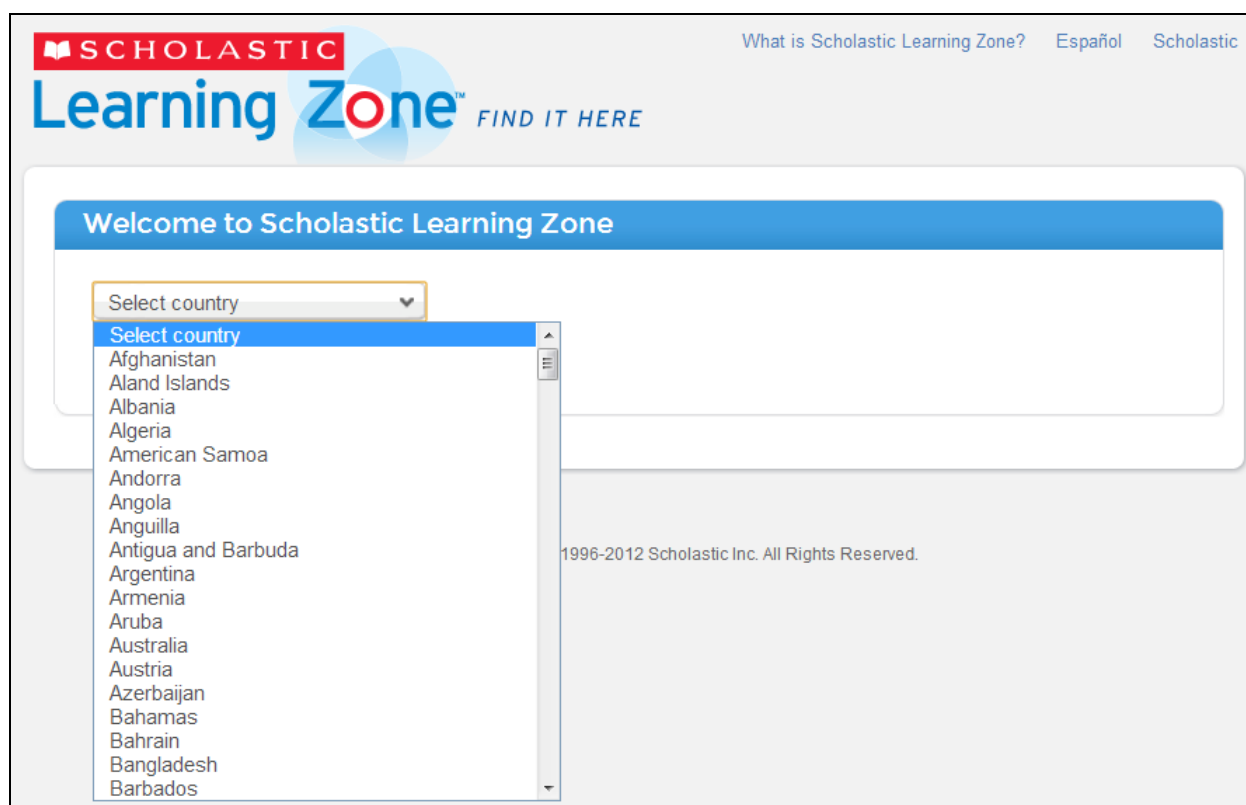 SCHOLASTIC
What is Scholastic Learning Zone? Español Scholastic
Learning Zone™ FIND IT HERE
Welcome to Scholastic Learning Zone
Select country
Select country
Afghanistan
Aland Islands
Albania
Algeria
American Samoa
Andorra
Angola
Anguilla
Antigua and Barbuda
1996-2012 Scholastic Inc. All Rights Reserved.
Argentina
Armenia
Aruba
Australia
Austria
Azerbaijan
Bahamas
Bahrain
Bangladesh
Barbados